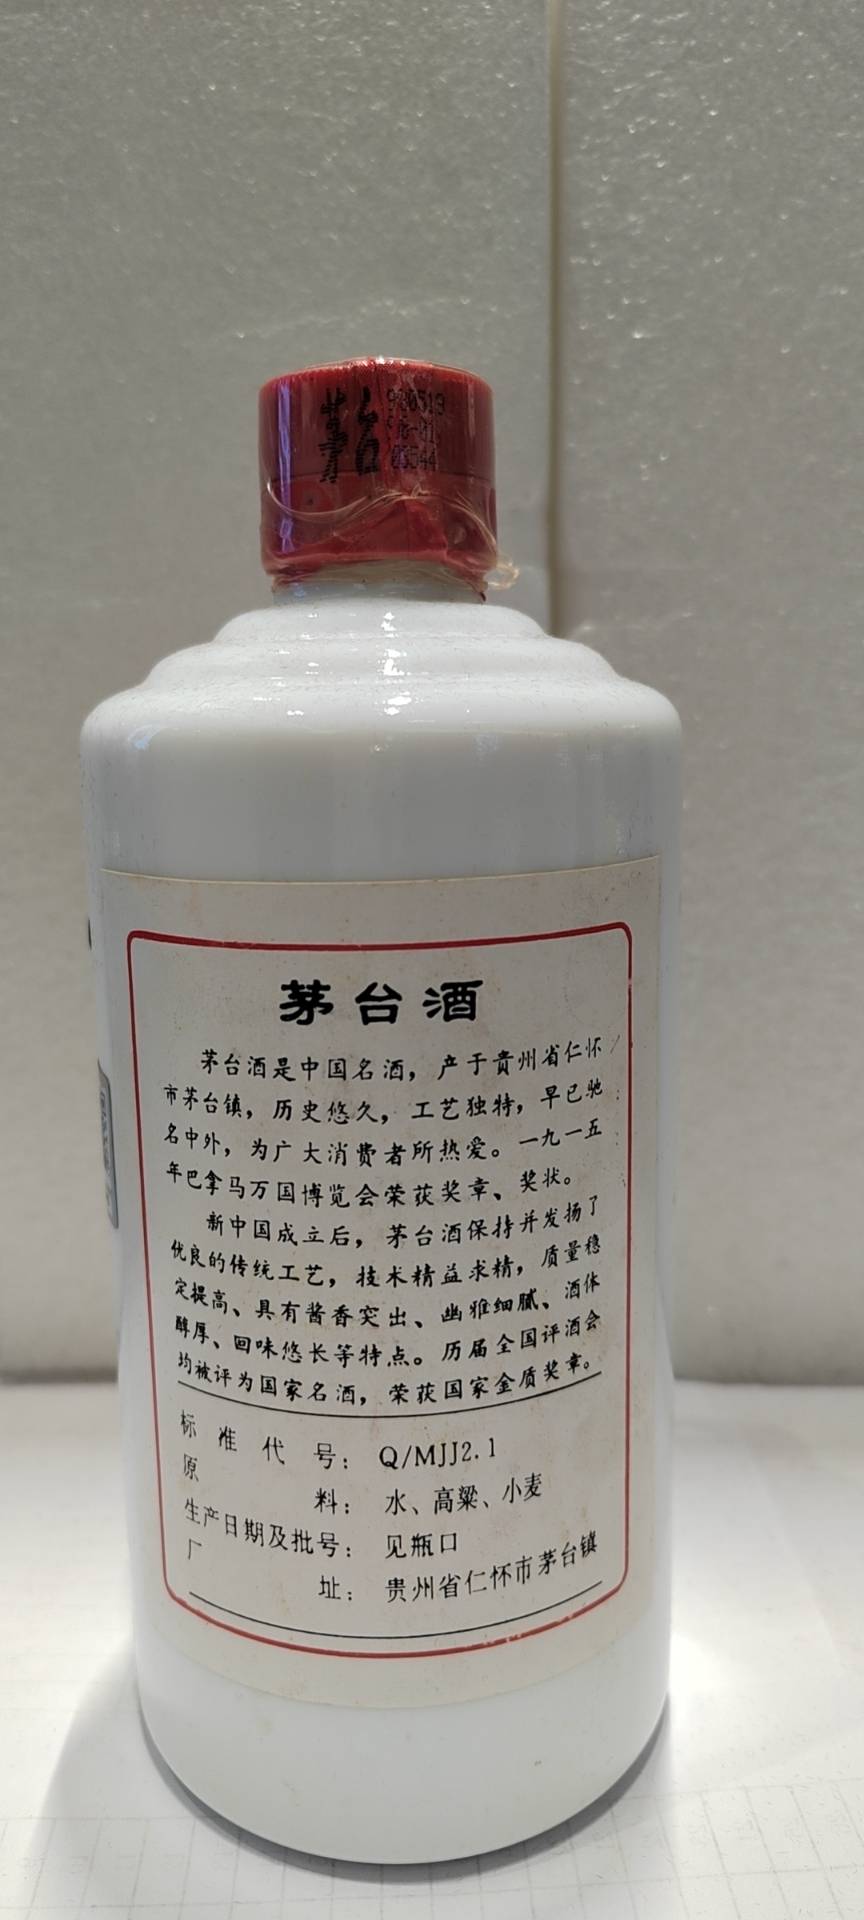 茅台
980519
98-01
03544
茅台酒
茅台酒是中国名酒，产于贵州省仁怀
市茅台镇，历史悠久，工艺独特，早已驰
名中外，为广大消费者所热爱。一九一五
年巴拿马万国博览会荣获奖章、奖状。
新中国成立后，茅台酒保持并发扬了
优良的传统工艺，技术精益求精，质量稳
定提高、具有酱香突出、幽雅细腻、酒体
醇厚、回味悠长等特点。历届全国评酒会
均被评为国家名酒，荣获国家金质奖章。
标准代号： Q/MJJ2.1
原料： 水、高粱、小麦
生产日期及批号： 见瓶口
厂址： 贵州省仁怀市茅台镇